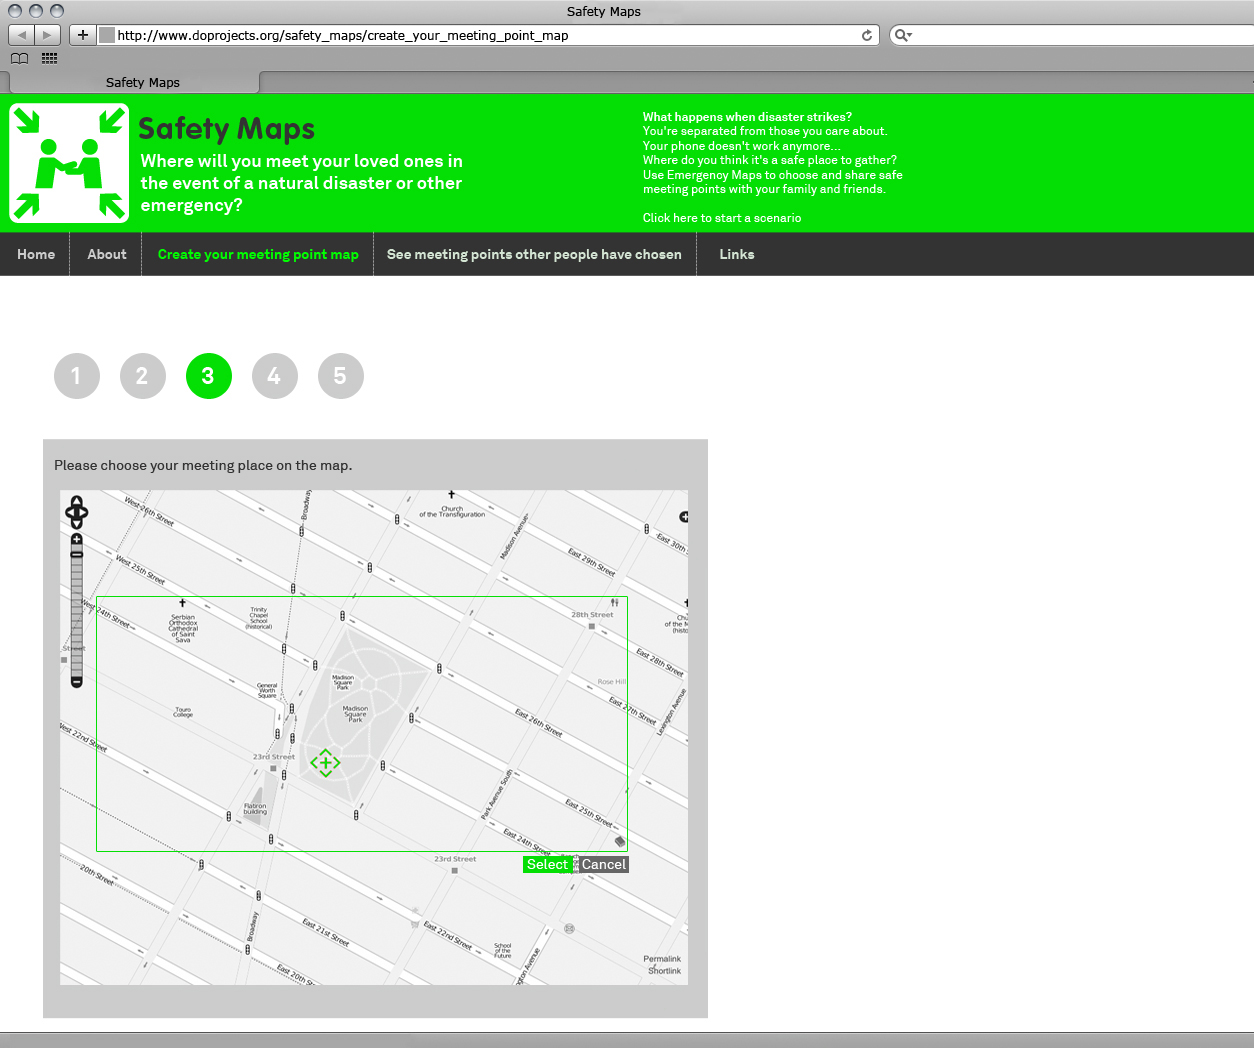 Safety Maps
http://www.doprojects.org/safety_maps/create_your_meeting_point_map
Safety Maps
Safety Maps
Where will you meet your loved ones in
the event of a natural disaster or other
emergency?
What happens when disaster strikes?
You're separated from those you care about.
Your phone doesn't work anymore...
Where do you think it's a safe place to gather?
Use Emergency Maps to choose and share safe
meeting points with your family and friends.
Click here to start a scenario
Home
About
Create your meeting point map
See meeting points other people have chosen
Links
1 2 3 4 5
Please choose your meeting place on the map.
West 26th Street
Broadway
Church
of the Transfiguration
Madison Avenue
East 30th
East 29th Street
West 25th Street
West 24th Street
Serbian
Orthodox
Cathedral
of Saint
Sava
Trinity
Chapel
School
(historical)
28th Street
Street
East 28th Street
Madison
Square
Park
General
Worth
Square
Rose Hill
Touro
College
Madison
Square
Park
East 27th Street
Lexington Avenue
East 26th Street
West 22nd Street
23rd Street
Park Avenue South
Flatiron
building
East 25th Street
East 24th Street
23rd Street
Select
Cancel
20th Street
Broadway
East 21st Street
East 22nd Street
School
of the
Future
East 20th Str
ngton Avenue
Permalink
Shortlink